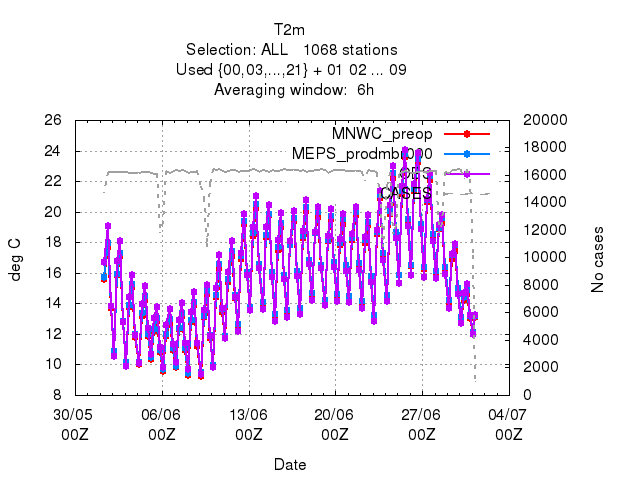 T2m
Selection: ALL   1068 stations
Used {00,03,...,21} + 01 02 ... 09
Averaging window:  6h
26 20000
24 18000
22 16000
20 14000
18 12000
16 10000
14 8000
12 6000
10 4000
8 2000
0
MNWC_preop
MEPS_prodmbr000
OBS
CASES
deg C
No cases
30/05 06/06 13/06 20/06 27/06 04/07
00Z 00Z 00Z 00Z 00Z 00Z
Date